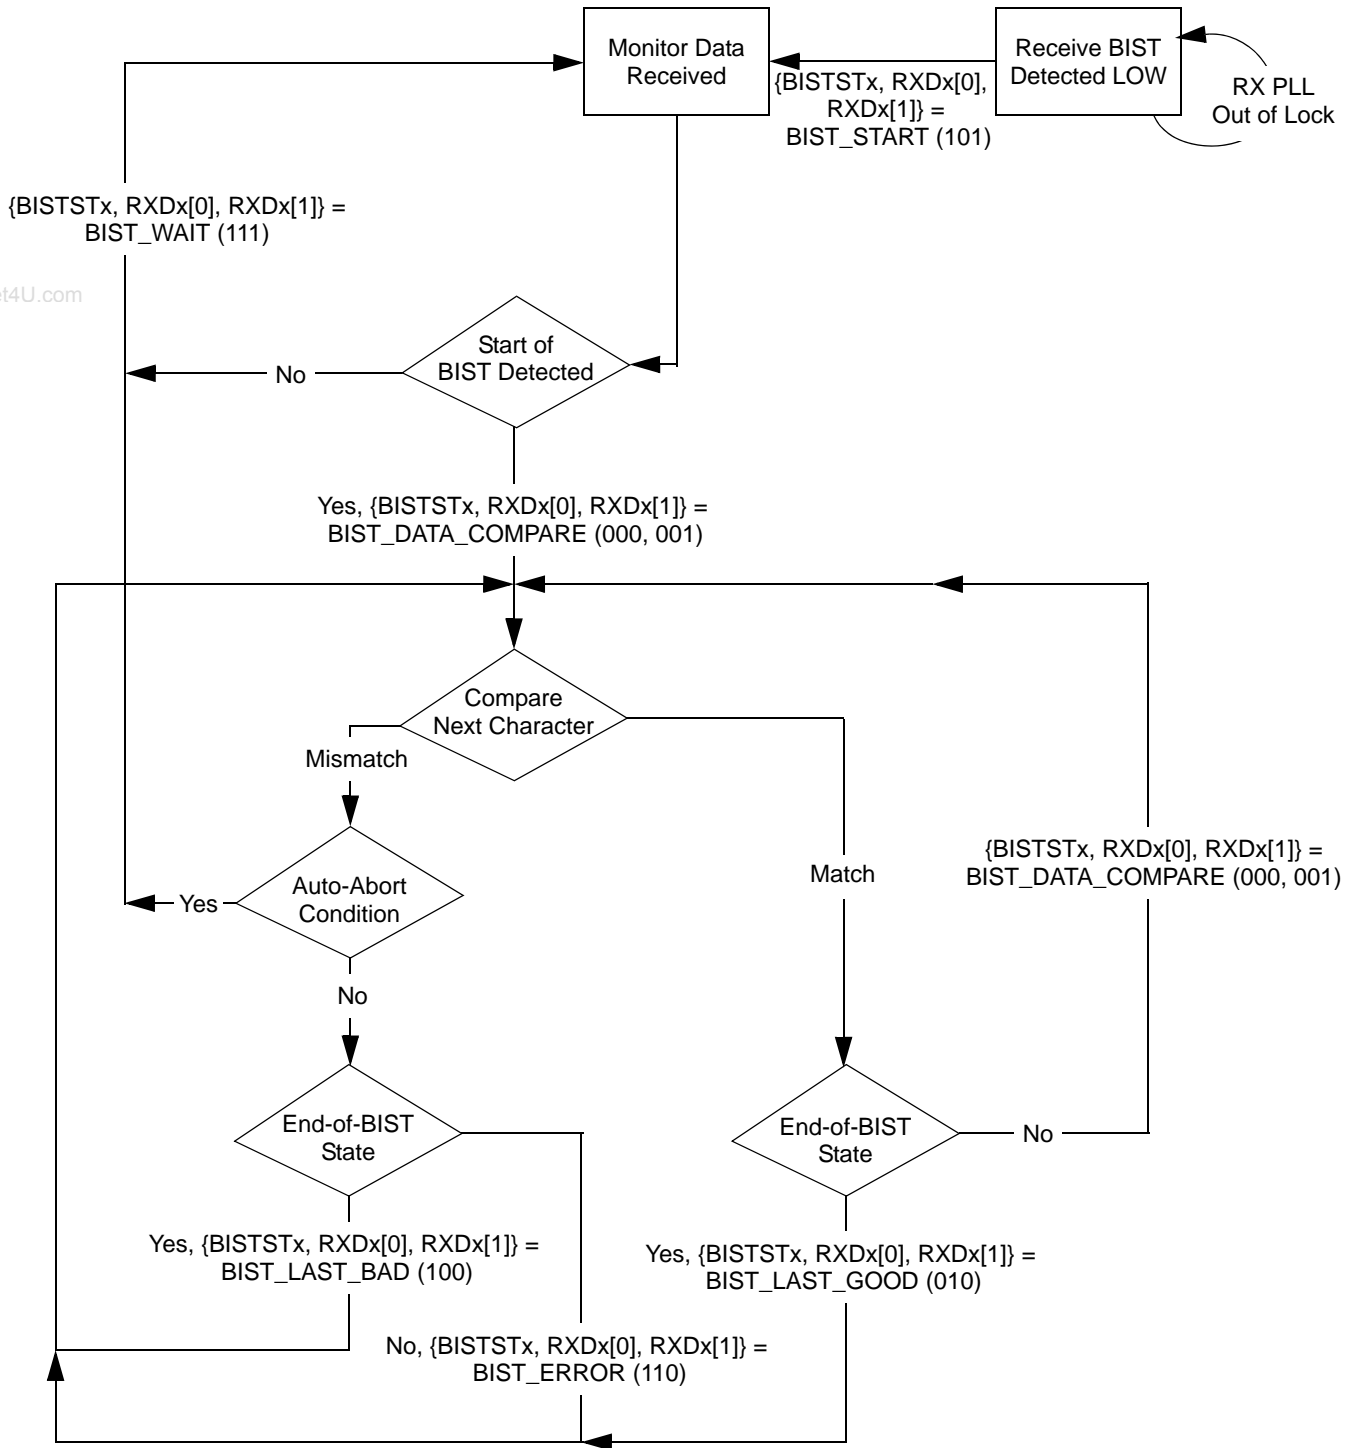 Monitor Data
Received
Receive BIST
Detected LOW
RX PLL
Out of Lock
{BISTSTx, RXDx[0],
RXDx[1]} =
BIST_START (101)
{BISTSTx, RXDx[0], RXDx[1]} =
BIST_WAIT (111)
et4U.com
Start of
BIST Detected
No
Yes, {BISTSTx, RXDx[0], RXDx[1]} =
BIST_DATA_COMPARE (000, 001)
Compare
Next Character
Mismatch
Match
{BISTSTx, RXDx[0], RXDx[1]} =
BIST_DATA_COMPARE (000, 001)
Auto-Abort
Condition
Yes
No
End-of-BIST
State
End-of-BIST
State
No
Yes, {BISTSTx, RXDx[0], RXDx[1]} =
BIST_LAST_BAD (100)
Yes, {BISTSTx, RXDx[0], RXDx[1]} =
BIST_LAST_GOOD (010)
No, {BISTSTx, RXDx[0], RXDx[1]} =
BIST_ERROR (110)